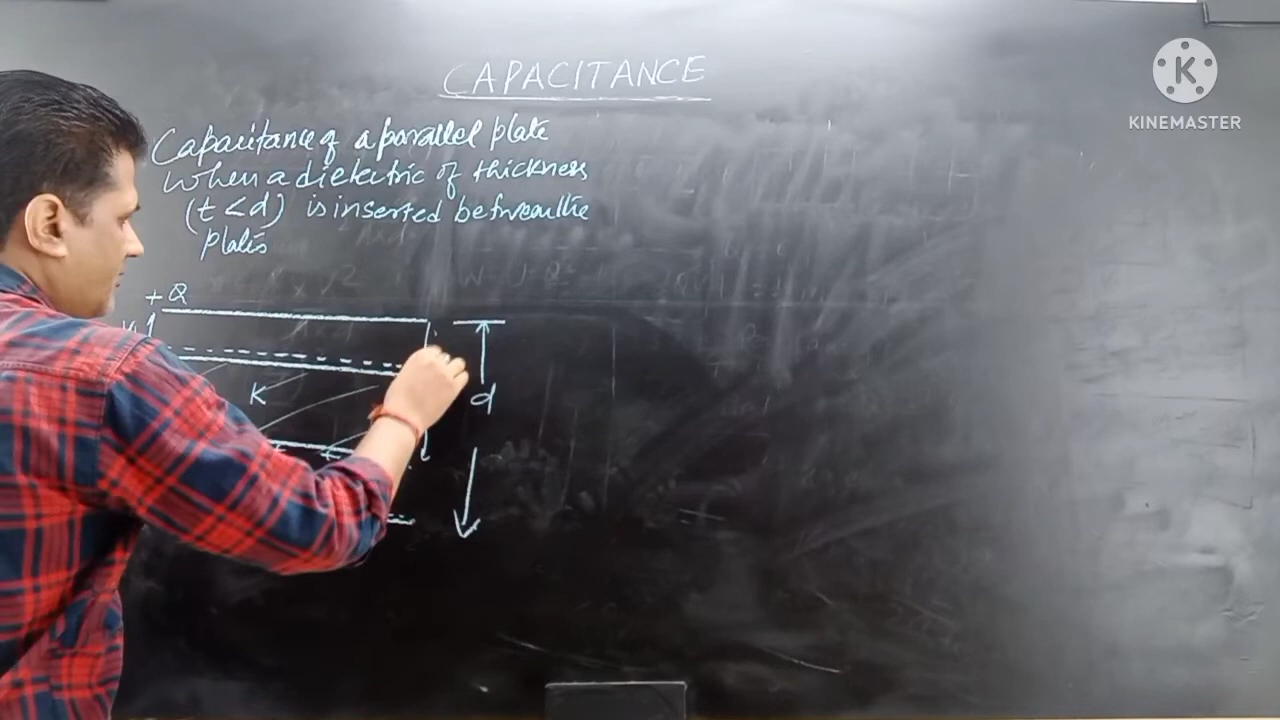 CAPACITANCE
KINEMASTER
Capacitance of a parallel plate
when a dielectric of thickness
(t < d) is inserted between the
plates
+ Q
K
d